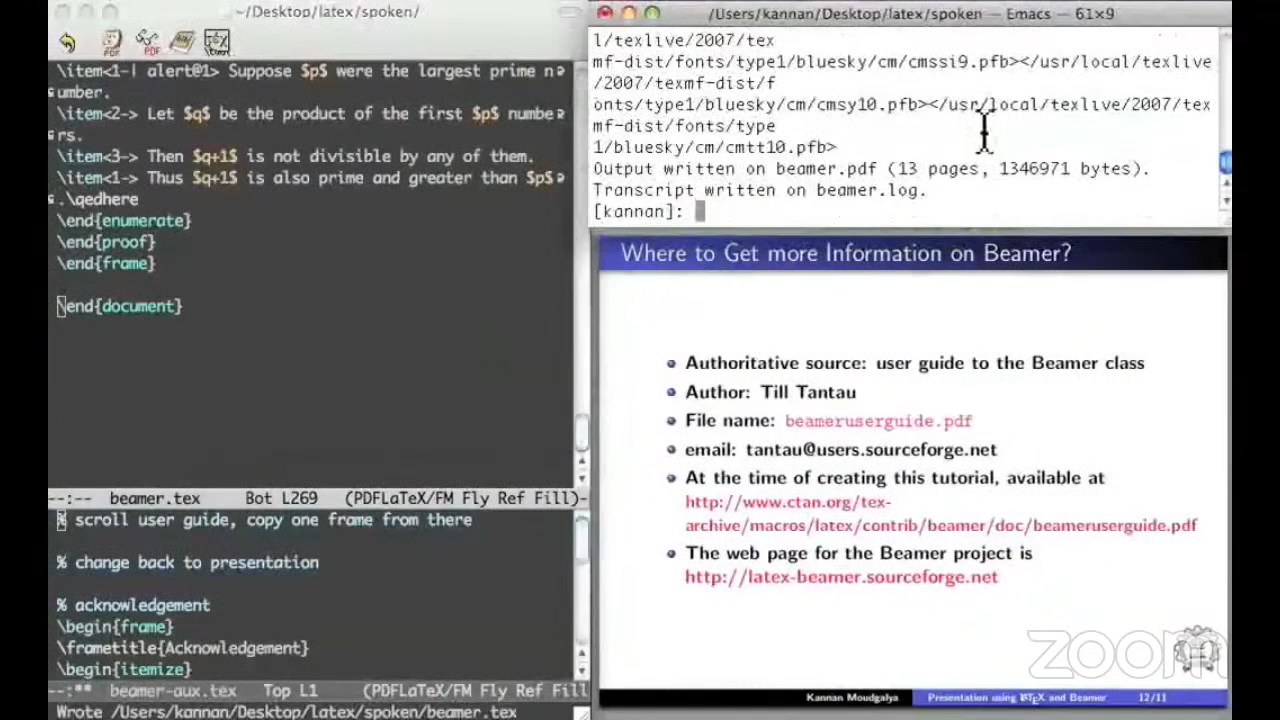 ~/Desktop/latex/spoken/
\item<1-| alert@1> Suppose $p$ were the largest prime n
umber.
\item<2-> Let $q$ be the product of the first $p$ numbe
rs.
\item<3-> Then $q+1$ is not divisible by any of them.
\item<1-> Thus $q+1$ is also prime and greater than $p$
.\qedhere
\end{enumerate}
\end{proof}
\end{frame}
\end{document}
--:-- beamer.tex Bot L269 (PDFLaTeX/FM Fly Ref Fill)-
% scroll user guide, copy one frame from there
% change back to presentation
% acknowledgement
\begin{frame}
\frametitle{Acknowledgement}
\begin{itemize}
--:** beamer-aux.tex Top L1 (PDFLaTeX/FM Fly Ref Fill
Wrote /Users/kannan/Desktop/latex/spoken/beamer.tex
/Users/kannan/Desktop/latex/spoken — Emacs — 61×9
l/texlive/2007/tex
mf-dist/fonts/type1/bluesky/cm/cmssi9.pfb></usr/local/texlive
/2007/texmf-dist/f
onts/type1/bluesky/cm/cmsy10.pfb></usr/local/texlive/2007/tex
mf-dist/fonts/type
1/bluesky/cm/cmtt10.pfb>
Output written on beamer.pdf (13 pages, 1346971 bytes).
Transcript written on beamer.log.
[kannan]:
Where to Get more Information on Beamer?
Authoritative source: user guide to the Beamer class
Author: Till Tantau
File name: beameruserguide.pdf
email: tantau@users.sourceforge.net
At the time of creating this tutorial, available at
http://www.ctan.org/tex-
archive/macros/latex/contrib/beamer/doc/beameruserguide.pdf
The web page for the Beamer project is
http://latex-beamer.sourceforge.net
zoom
Kannan Moudgalya Presentation using LATEX and Beamer 12/11